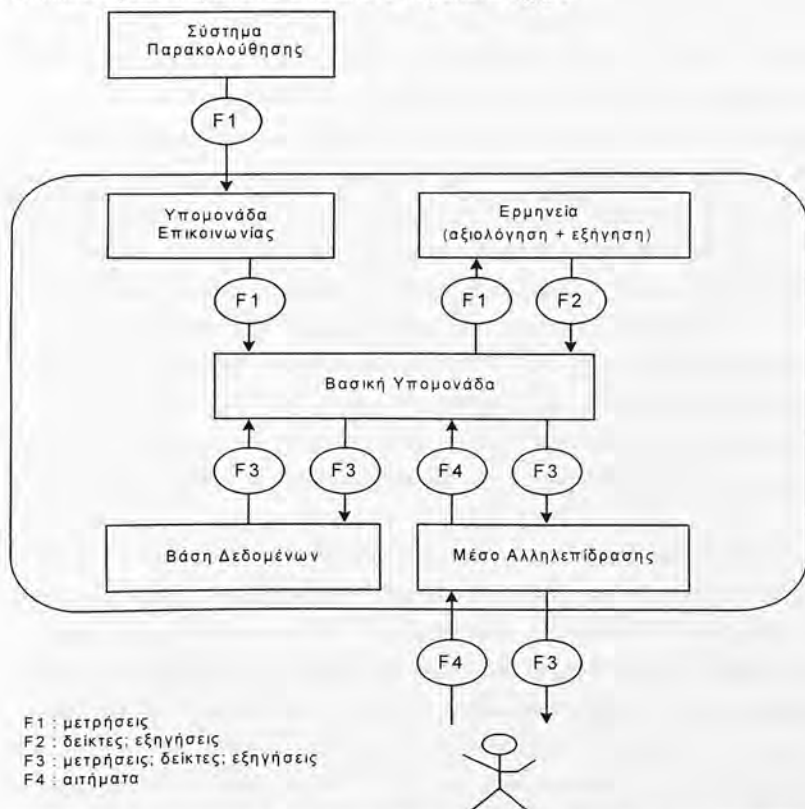 Σύστημα
Παρακολούθησης
F1
Υπομονάδα
Επικοινωνίας
Ερμηνεία
(αξιολόγηση + εξήγηση)
F1
F1
F2
Βασική Υπομονάδα
F3
F3
F4
F3
Βάση Δεδομένων
Μέσο Αλληλεπίδρασης
F4
F3
F1 : μετρήσεις
F2 : δείκτες; εξηγήσεις
F3 : μετρήσεις; δείκτες; εξηγήσεις
F4 : αιτήματα